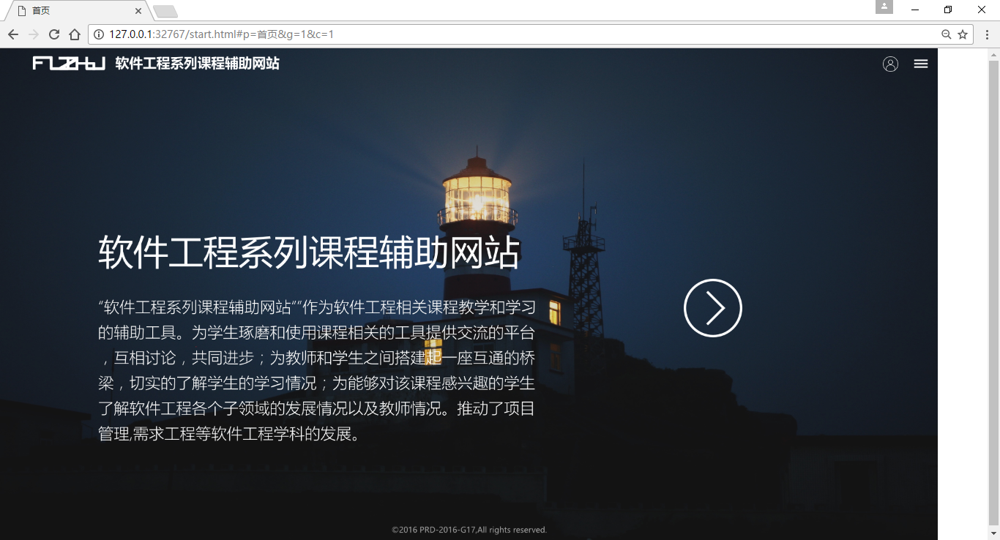 首页
127.0.0.1:32767/start.html#p=首页&g=1&c=1
软件工程系列课程辅助网站
软件工程系列课程辅助网站
“软件工程系列课程辅助网站“”作为软件工程相关课程教学和学习
的辅助工具。为学生琢磨和使用课程相关的工具提供交流的平台
，互相讨论，共同进步；为教师和学生之间搭建起一座互通的桥
梁，切实的了解学生的学习情况；为能够对该课程感兴趣的学生
了解软件工程各个子领域的发展情况以及教师情况。推动了项目
管理,需求工程等软件工程学科的发展。
©2016 PRD-2016-G17,All rights reserved.